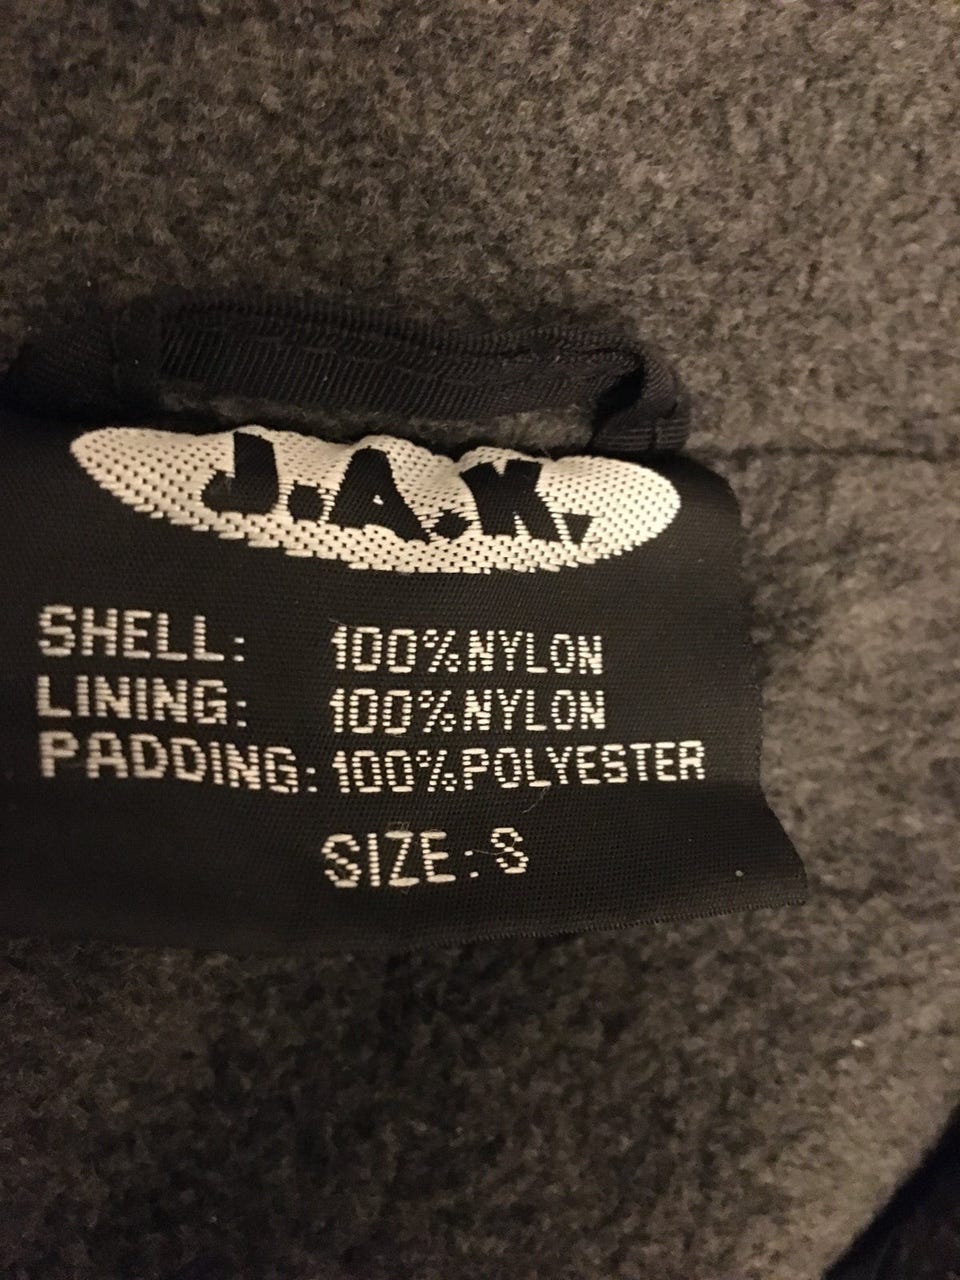 J.A.K.
SHELL: 100%NYLON
LINING: 100%NYLON
PADDING: 100%POLYESTER
SIZE: S